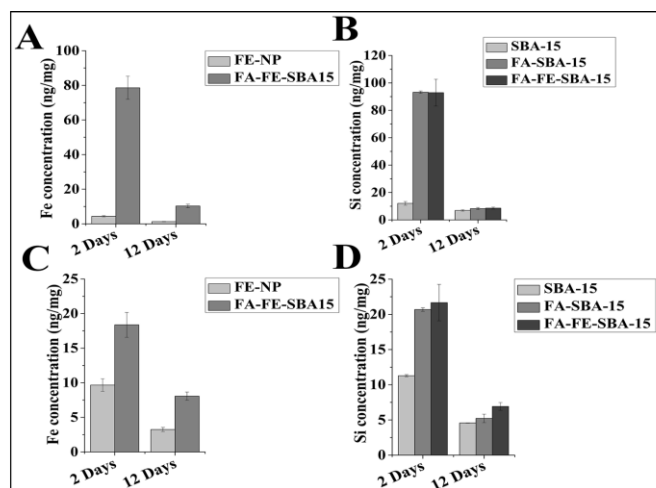 A
Fe concentration (ng/mg)
100
80
60
40
20
0
FE-NP
FA-FE-SBA15
2 Days
12 Days
B
Si concentration (ng/mg)
120
100
80
60
40
20
0
SBA-15
FA-SBA-15
FA-FE-SBA-15
2 Days
12 Days
C
Fe concentration (ng/mg)
25
20
15
10
5
0
FE-NP
FA-FE-SBA15
2 Days
12 Days
D
Si concentration (ng/mg)
25
20
15
10
5
0
SBA-15
FA-SBA-15
FA-FE-SBA-15
2 Days
12 Days